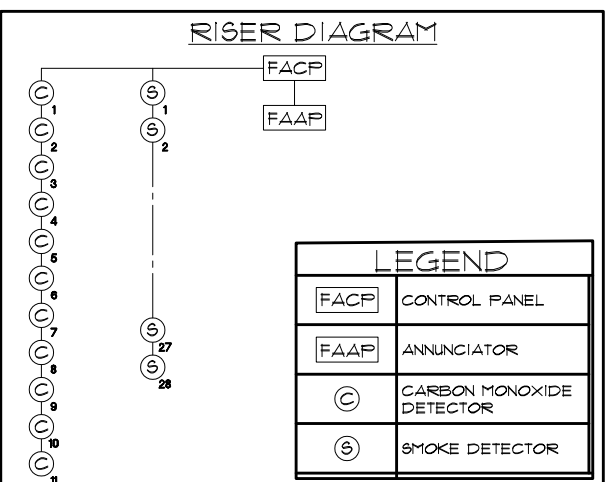 RISER DIAGRAM
FACP
FAAP
C 1
C 2
C 3
C 4
C 5
C 6
C 7
C 8
C 9
C 10
C 11
S 1
S 2
S 27
S 28
LEGEND
FACP CONTROL PANEL
FAAP ANNUNCIATOR
C CARBON MONOXIDE
DETECTOR
S SMOKE DETECTOR